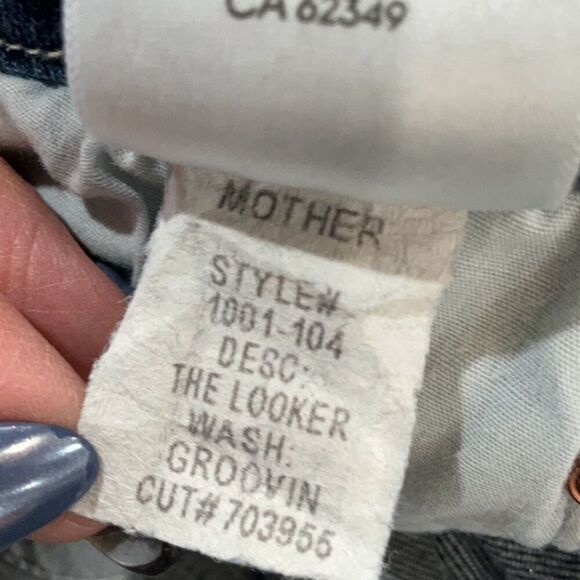 CA 62349
MOTHER
STYLE#
1001-104
DESC:
THE LOOKER
WASH:
GROOVIN
CUT# 703955